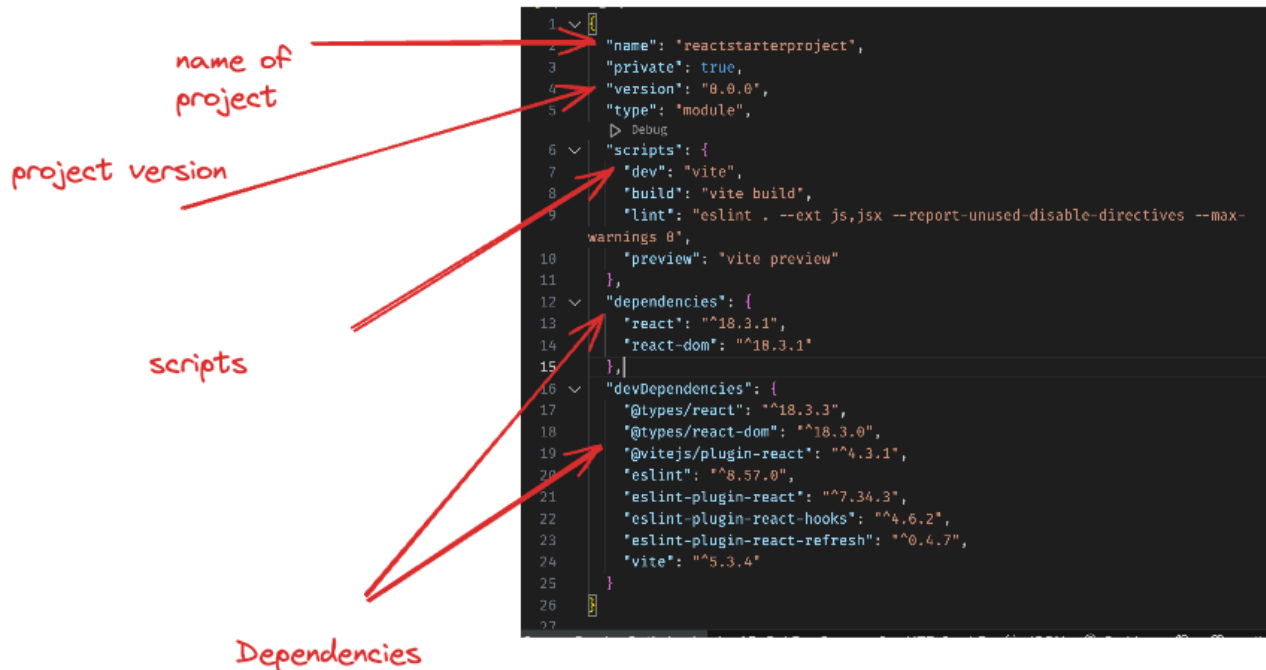 name of
project
project version
scripts
Dependencies
1 {
2 "name": "reactstarterproject",
3 "private": true,
4 "version": "0.0.0",
5 "type": "module",
Debug
6 "scripts": {
7 "dev": "vite",
8 "build": "vite build",
9 "lint": "eslint . --ext js,jsx --report-unused-disable-directives --max-
warnings 0",
10 "preview": "vite preview"
11 },
12 "dependencies": {
13 "react": "^18.3.1",
14 "react-dom": "^18.3.1"
15 },
16 "devDependencies": {
17 "@types/react": "^18.3.3",
18 "@types/react-dom": "^18.3.0",
19 "@vitejs/plugin-react": "^4.3.1",
20 "eslint": "^8.57.0",
21 "eslint-plugin-react": "^7.34.3",
22 "eslint-plugin-react-hooks": "^4.6.2",
23 "eslint-plugin-react-refresh": "^0.4.7",
24 "vite": "^5.3.4"
25 }
26 }
27